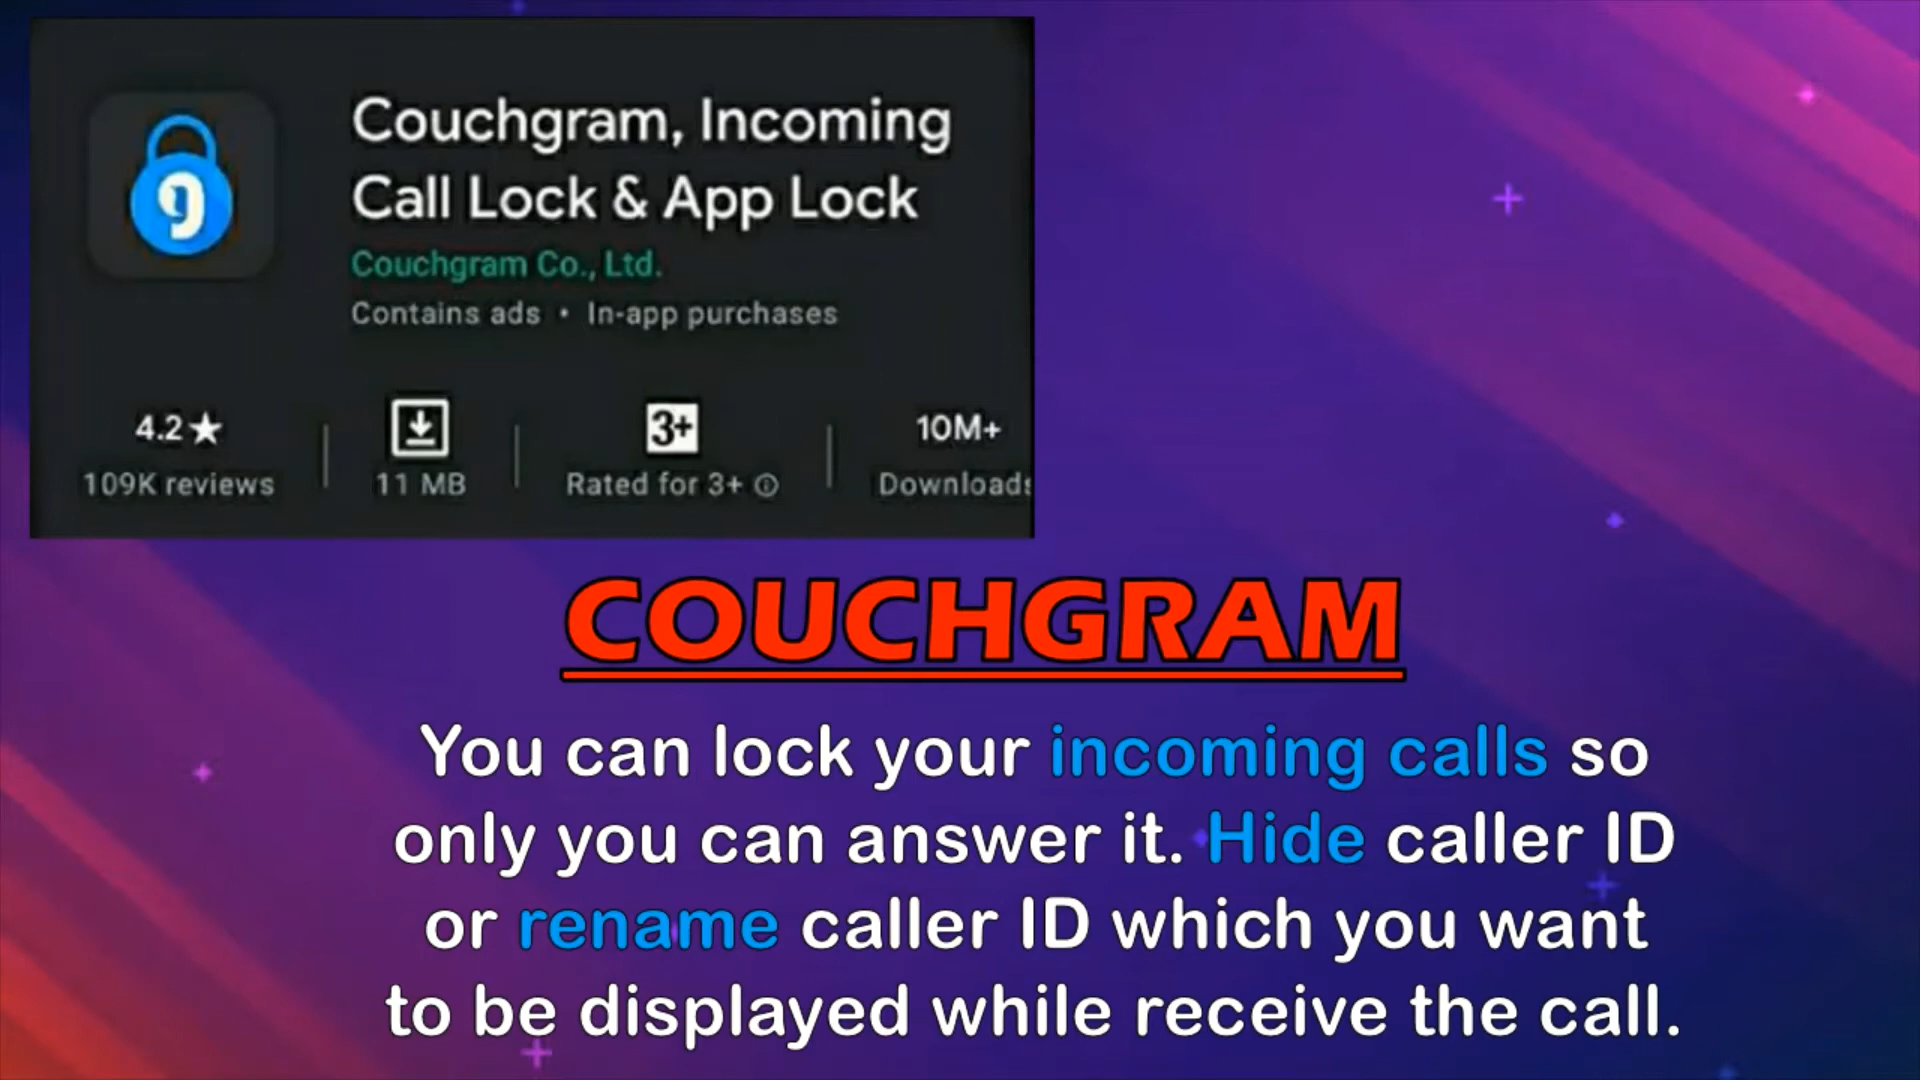 Couchgram, Incoming
Call Lock & App Lock
Couchgram Co., Ltd.
Contains ads • In-app purchases
4.2★ 3+ 10M+
109K reviews 11 MB Rated for 3+ Downloads
COUCHGRAM
You can lock your incoming calls so
only you can answer it. Hide caller ID
or rename caller ID which you want
to be displayed while receive the call.